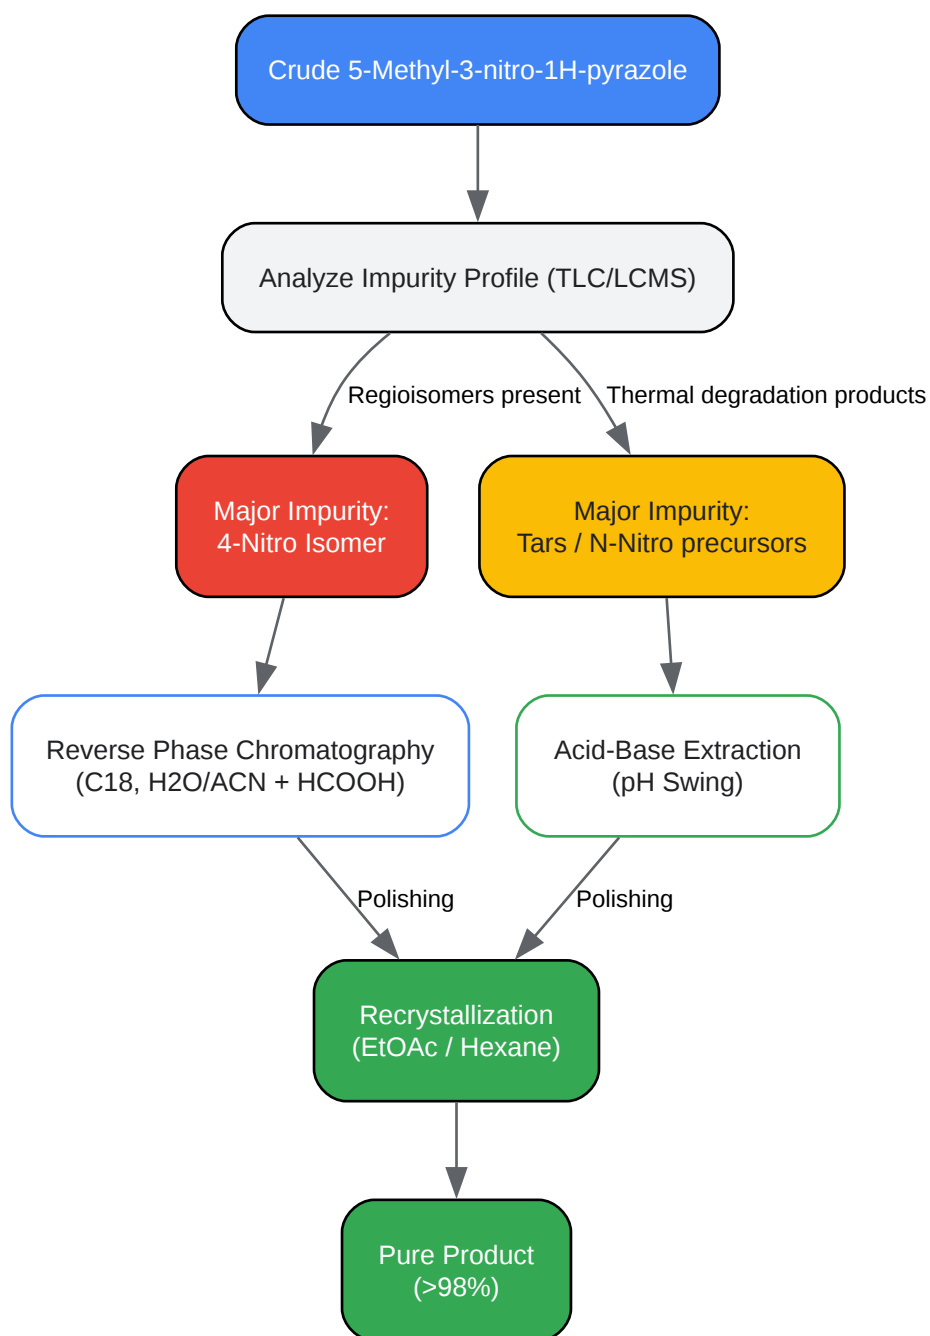 Crude 5-Methyl-3-nitro-1H-pyrazole
Analyze Impurity Profile (TLC/LCMS)
Regioisomers present
Thermal degradation products
Major Impurity:
4-Nitro Isomer
Major Impurity:
Tars / N-Nitro precursors
Reverse Phase Chromatography
(C18, H2O/ACN + HCOOH)
Acid-Base Extraction
(pH Swing)
Polishing
Polishing
Recrystallization
(EtOAc / Hexane)
Pure Product
(>98%)